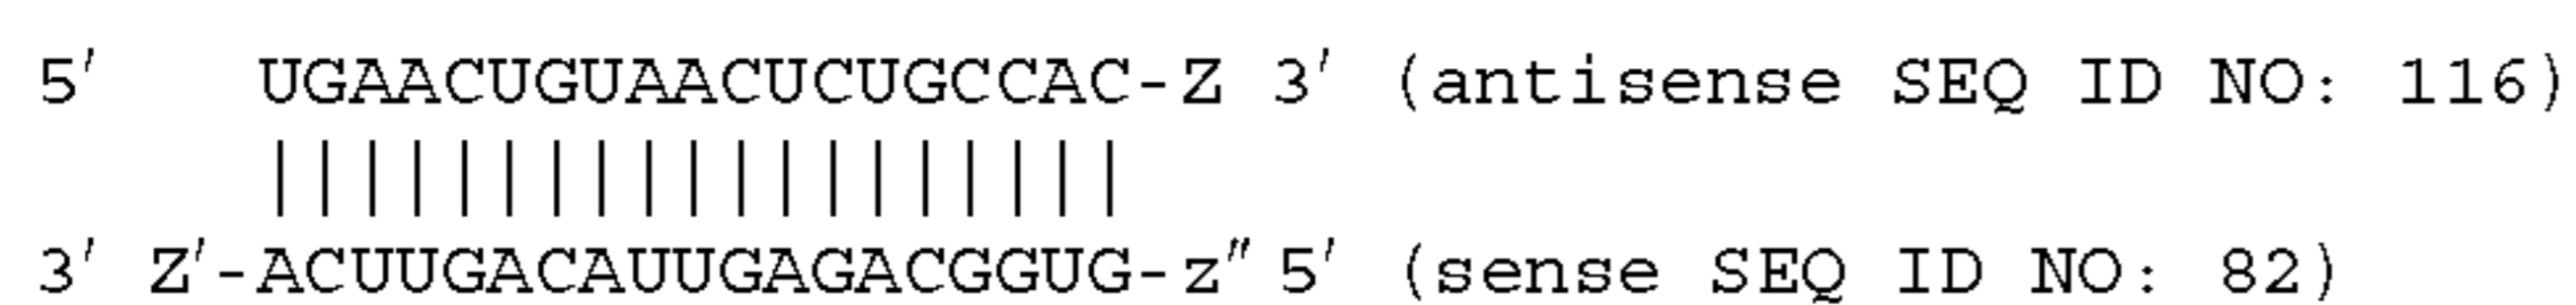 5′ UGAACUGUAACUCUGCCAC-Z 3′ (antisense SEQ ID NO: 116)
|||||||||||||||||||
3′ Z′-ACUUGACAUUGAGACGGUG-z″ 5′ (sense SEQ ID NO: 82)